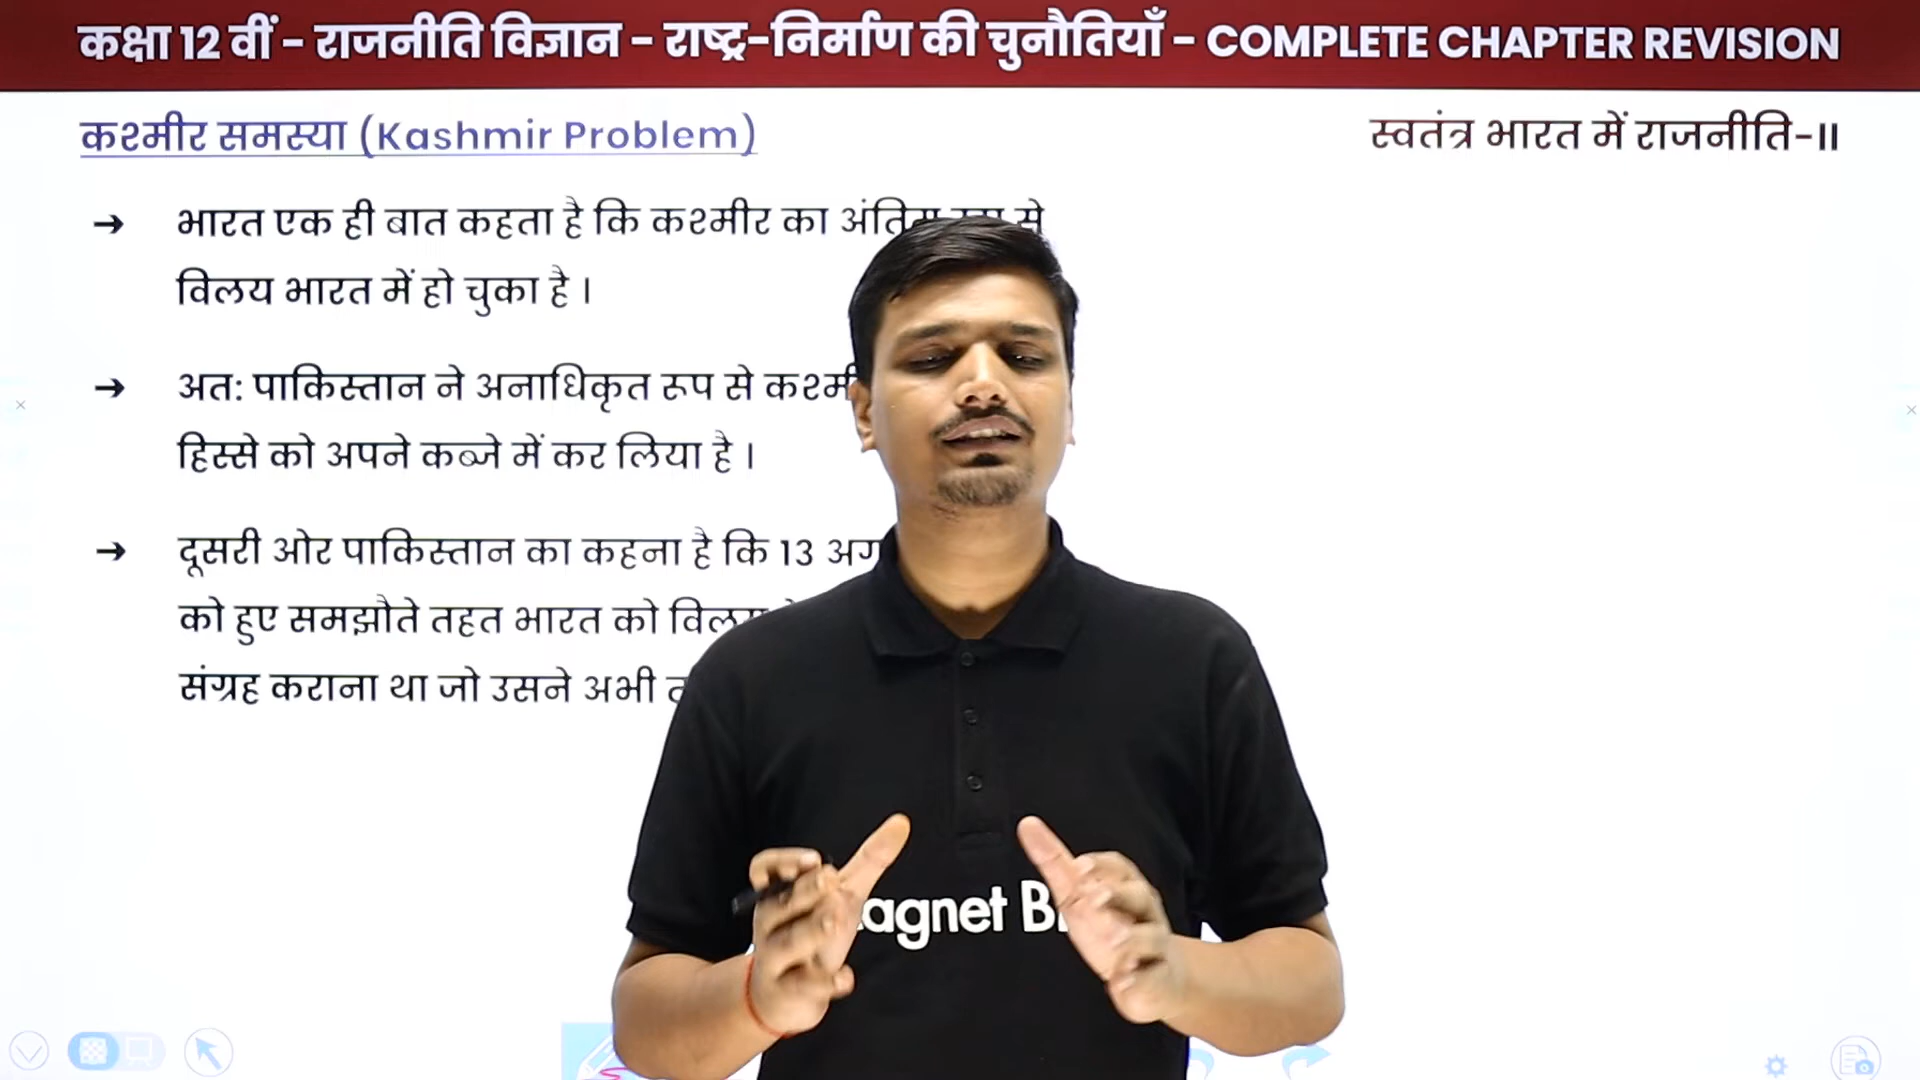 कक्षा 12 वीं - राजनीति विज्ञान - राष्ट्र-निर्माण की चुनौतियाँ - COMPLETE CHAPTER REVISION
कश्मीर समस्या (Kashmir Problem)
स्वतंत्र भारत में राजनीति-II
→ भारत एक ही बात कहता है कि कश्मीर का से
विलय भारत में हो चुका है ।
→ अतः पाकिस्तान ने अनाधिकृत रूप से
हिस्से को अपने कब्जे में कर लिया है ।
→ दूसरी ओर पाकिस्तान का कहना है कि 13
को हुए समझौते तहत भारत को
संग्रह कराना था जो उसने अभी